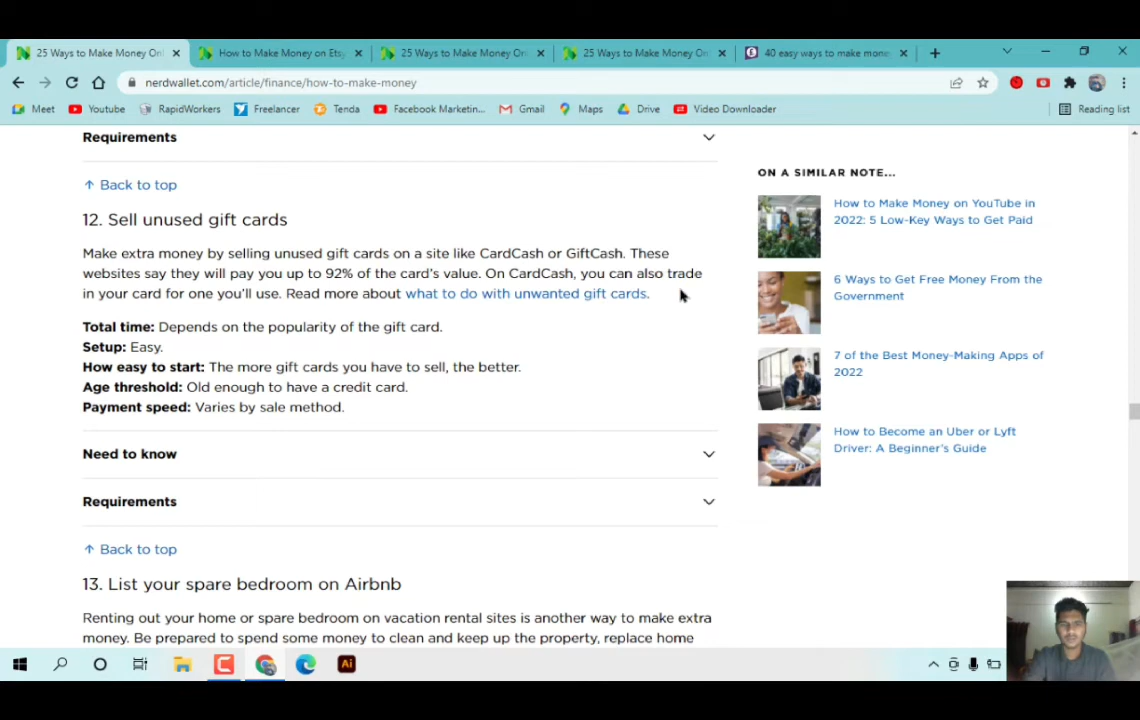 25 Ways to Make Money Onl
How to Make Money on Etsy
25 Ways to Make Money On
25 Ways to Make Money On
40 easy ways to make mone
nerdwallet.com/article/finance/how-to-make-money
Meet
Youtube
RapidWorkers
Freelancer
Tenda
Facebook Marketin...
Gmail
Maps
Drive
Video Downloader
Reading list
Requirements
↑ Back to top
12. Sell unused gift cards
Make extra money by selling unused gift cards on a site like CardCash or GiftCash. These
websites say they will pay you up to 92% of the card's value. On CardCash, you can also trade
in your card for one you'll use. Read more about what to do with unwanted gift cards.
Total time: Depends on the popularity of the gift card.
Setup: Easy.
How easy to start: The more gift cards you have to sell, the better.
Age threshold: Old enough to have a credit card.
Payment speed: Varies by sale method.
Need to know
Requirements
↑ Back to top
13. List your spare bedroom on Airbnb
Renting out your home or spare bedroom on vacation rental sites is another way to make extra
money. Be prepared to spend some money to clean and keep up the property, replace home
ON A SIMILAR NOTE...
How to Make Money on YouTube in
2022: 5 Low-Key Ways to Get Paid
6 Ways to Get Free Money From the
Government
7 of the Best Money-Making Apps of
2022
How to Become an Uber or Lyft
Driver: A Beginner's Guide
Ai